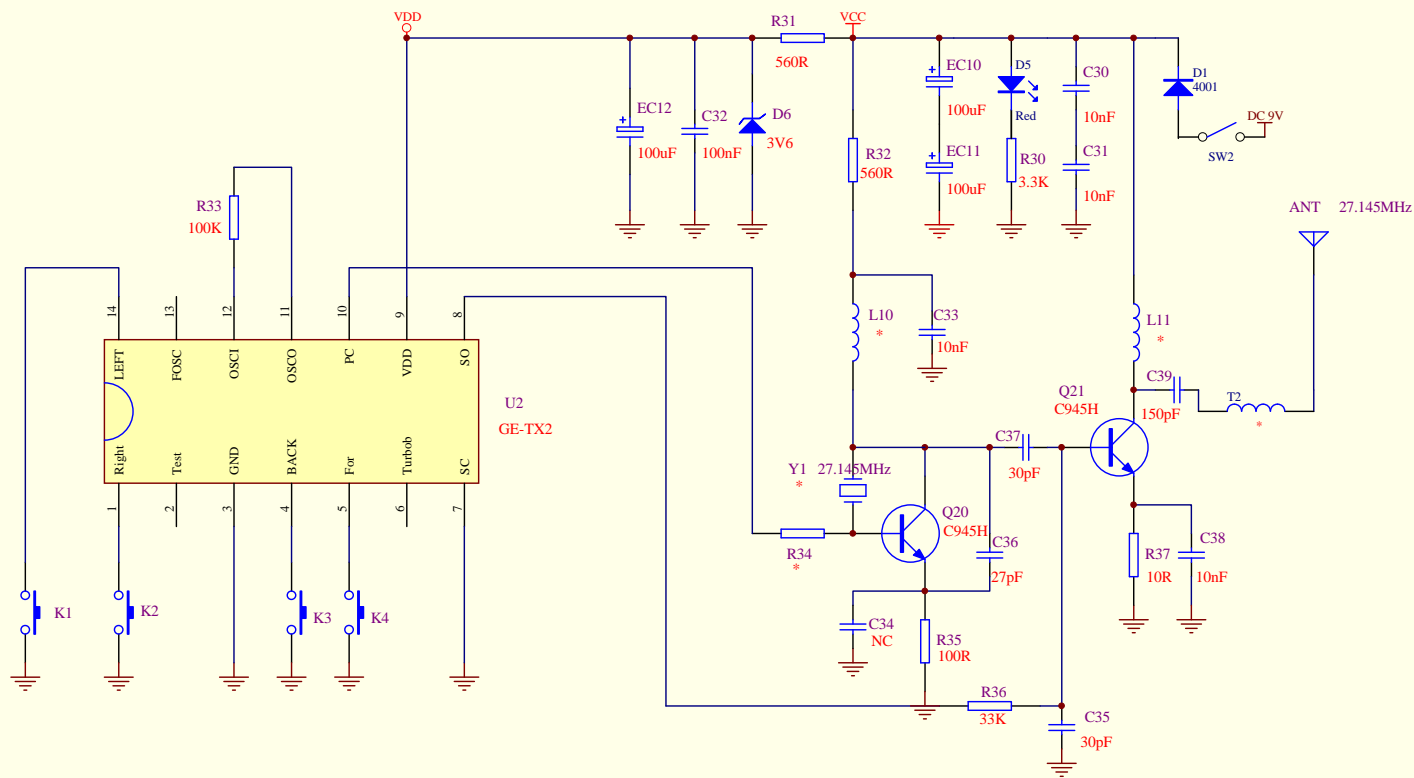 VDD
R31
560R
VCC
EC12
100uF
C32
100nF
D6
3V6
R32
560R
EC10
100uF
EC11
100uF
D5
Red
R30
3.3K
C30
10nF
C31
10nF
D1
4001
DC 9V
SW2
ANT 27.145MHz
R33
100K
14
13
12
11
10
9
8
LEFT
FOSC
OSCI
OSCO
PC
VDD
SO
U2
GE-TX2
Right
Test
GND
BACK
For
Turbob
SC
1
2
3
4
5
6
7
K1
K2
K3
K4
L10
*
C33
10nF
L11
*
C39
150pF
T2
*
Q21
C945H
C37
30pF
Y1 27.145MHz
*
Q20
C945H
R34
*
C36
27pF
R37
10R
C38
10nF
C34
NC
R35
100R
R36
33K
C35
30pF